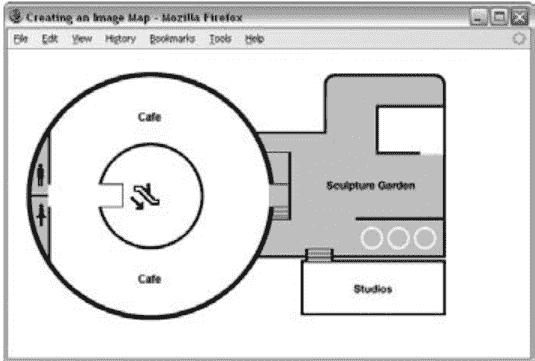 Creating an Image Map - Mozilla Firefox
File Edit View History Bookmarks Tools Help
Cafe
Sculpture Garden
Cafe
Studios